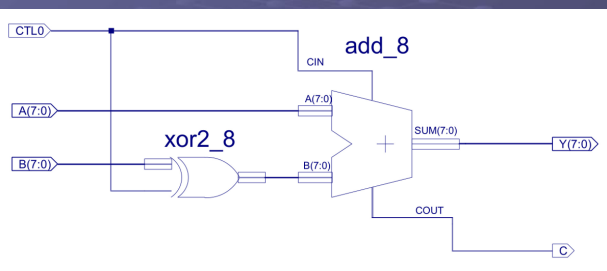 CTL0
add_8
CIN
A(7:0)
A(7:0)
xor2_8
SUM(7:0)
Y(7:0)
B(7:0)
B(7:0)
COUT
C